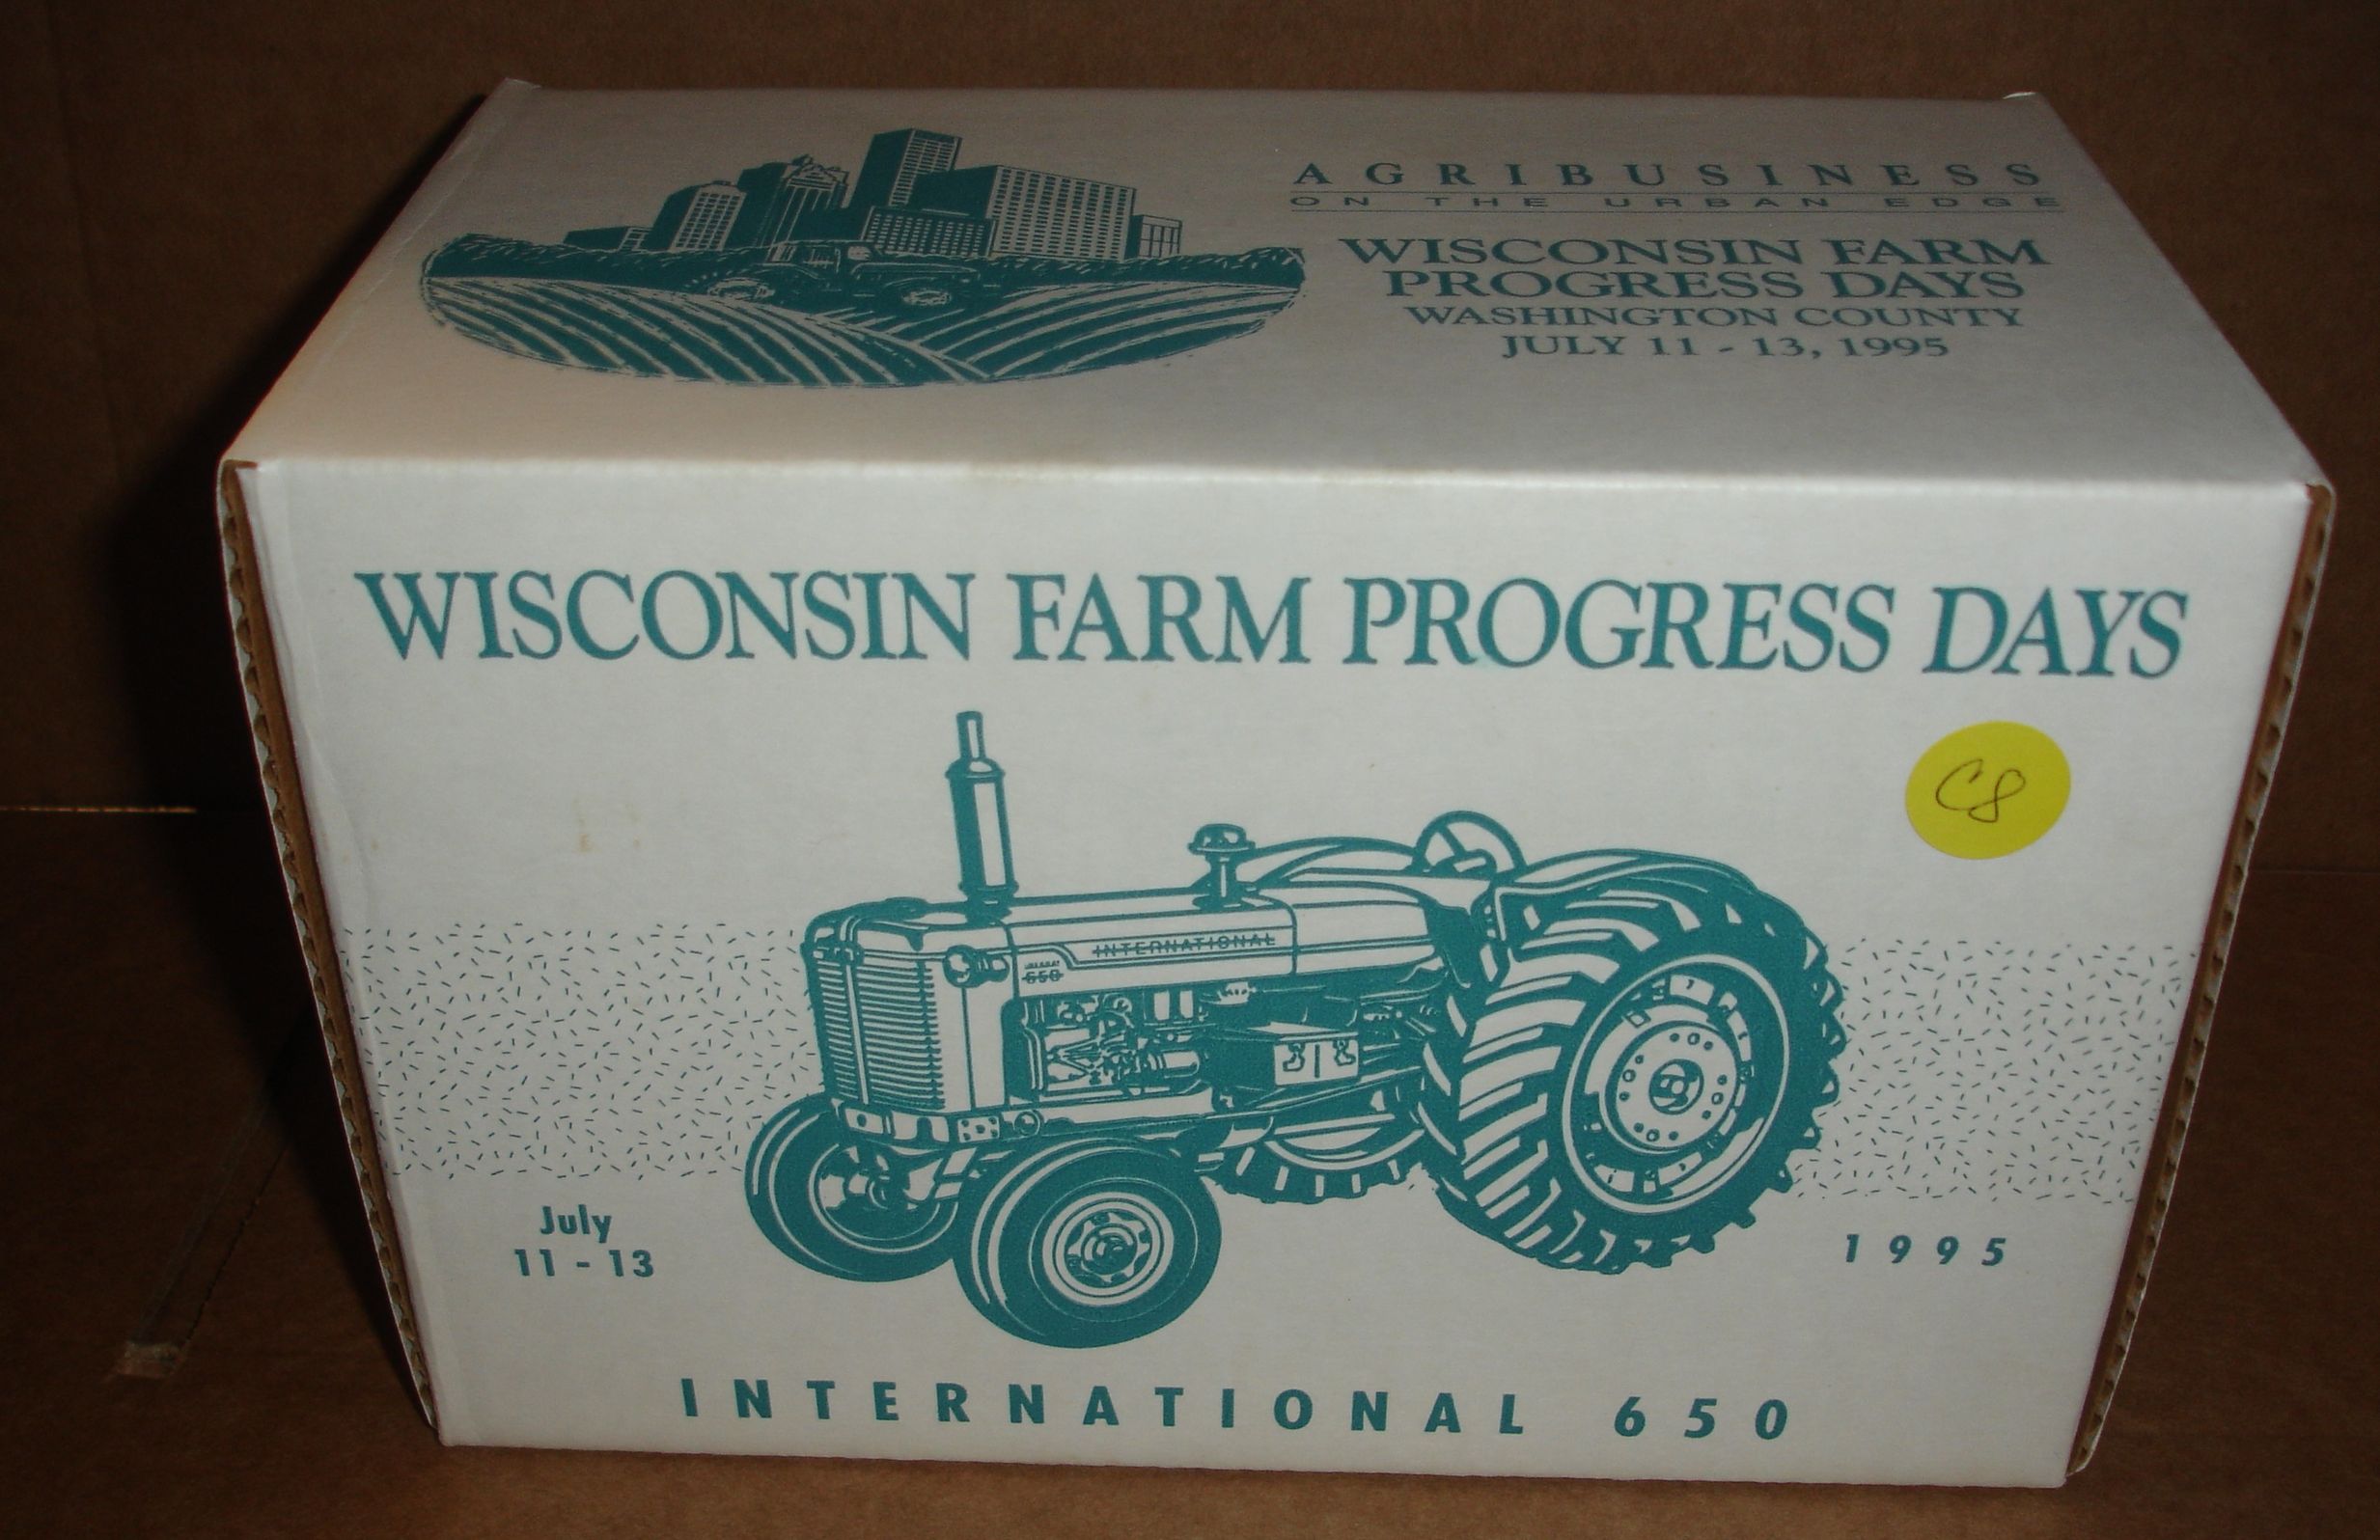 AGRIBUSINESS
ON THE URBAN EDGE
WISCONSIN FARM
PROGRESS DAYS
WASHINGTON COUNTY
JULY 11 - 13, 1995
WISCONSIN FARM PROGRESS DAYS
C8
INTERNATIONAL
650
July
11 - 13
1995
INTERNATIONAL 650